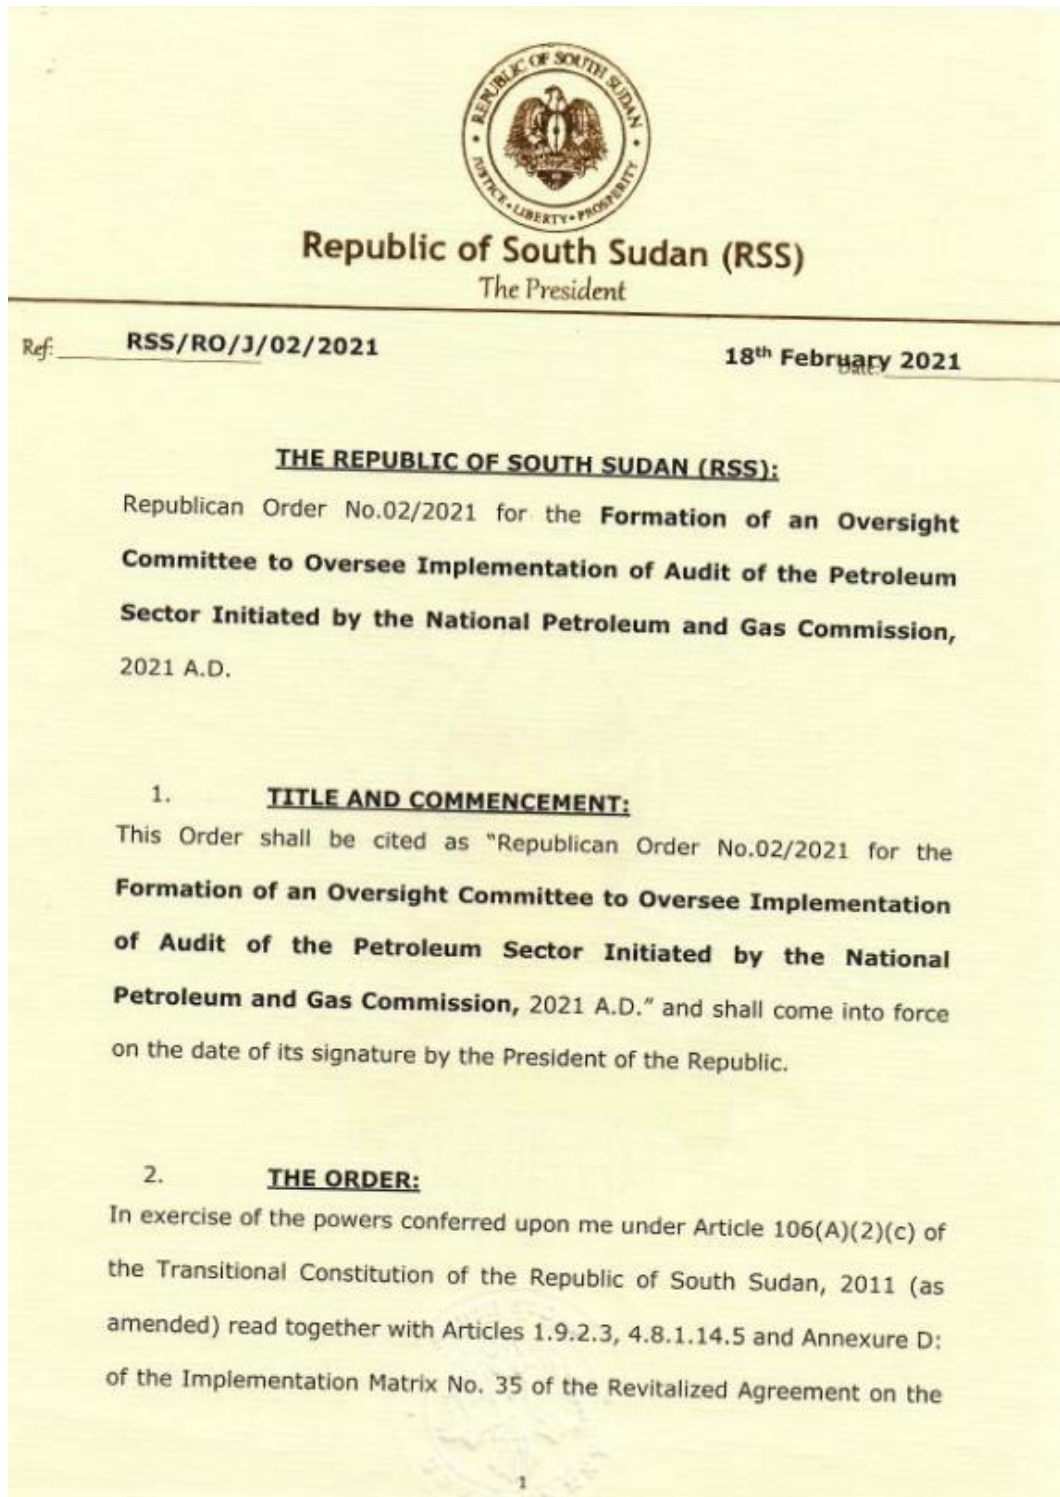 REPUBLIC OF SOUTH SUDAN
JUSTICE • LIBERTY • PROSPERITY
Republic of South Sudan (RSS)
The President
Ref: RSS/RO/J/02/2021
18th February 2021
Date:
THE REPUBLIC OF SOUTH SUDAN (RSS):
Republican Order No.02/2021 for the Formation of an Oversight
Committee to Oversee Implementation of Audit of the Petroleum
Sector Initiated by the National Petroleum and Gas Commission,
2021 A.D.
1. TITLE AND COMMENCEMENT:
This Order shall be cited as "Republican Order No.02/2021 for the
Formation of an Oversight Committee to Oversee Implementation
of Audit of the Petroleum Sector Initiated by the National
Petroleum and Gas Commission, 2021 A.D." and shall come into force
on the date of its signature by the President of the Republic.
2. THE ORDER:
In exercise of the powers conferred upon me under Article 106(A)(2)(c) of
the Transitional Constitution of the Republic of South Sudan, 2011 (as
amended) read together with Articles 1.9.2.3, 4.8.1.14.5 and Annexure D:
of the Implementation Matrix No. 35 of the Revitalized Agreement on the
1